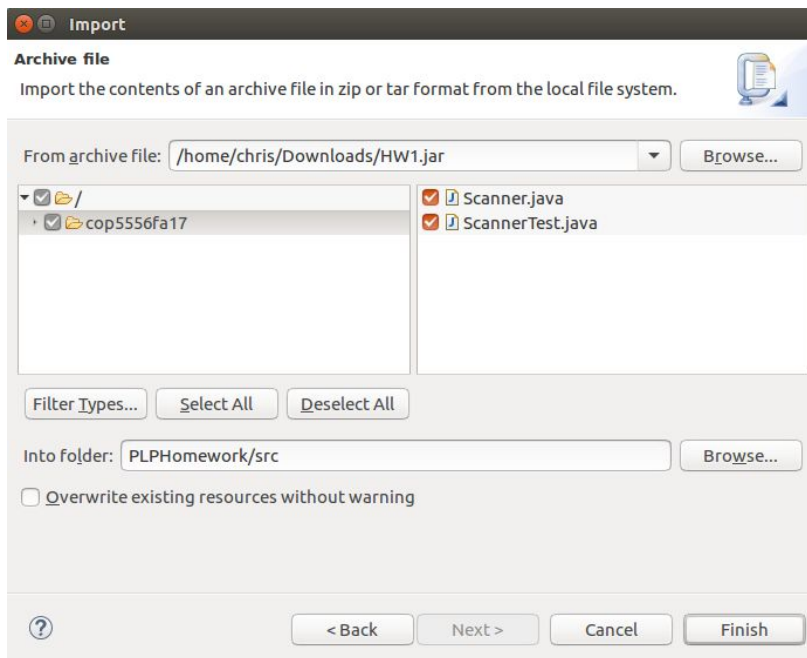 Import
Archive file
Import the contents of an archive file in zip or tar format from the local file system.
From archive file: /home/chris/Downloads/HW1.jar Browse...
/
cop5556fa17
Scanner.java
ScannerTest.java
Filter Types... Select All Deselect All
Into folder: PLPHomework/src Browse...
Overwrite existing resources without warning
? < Back Next > Cancel Finish